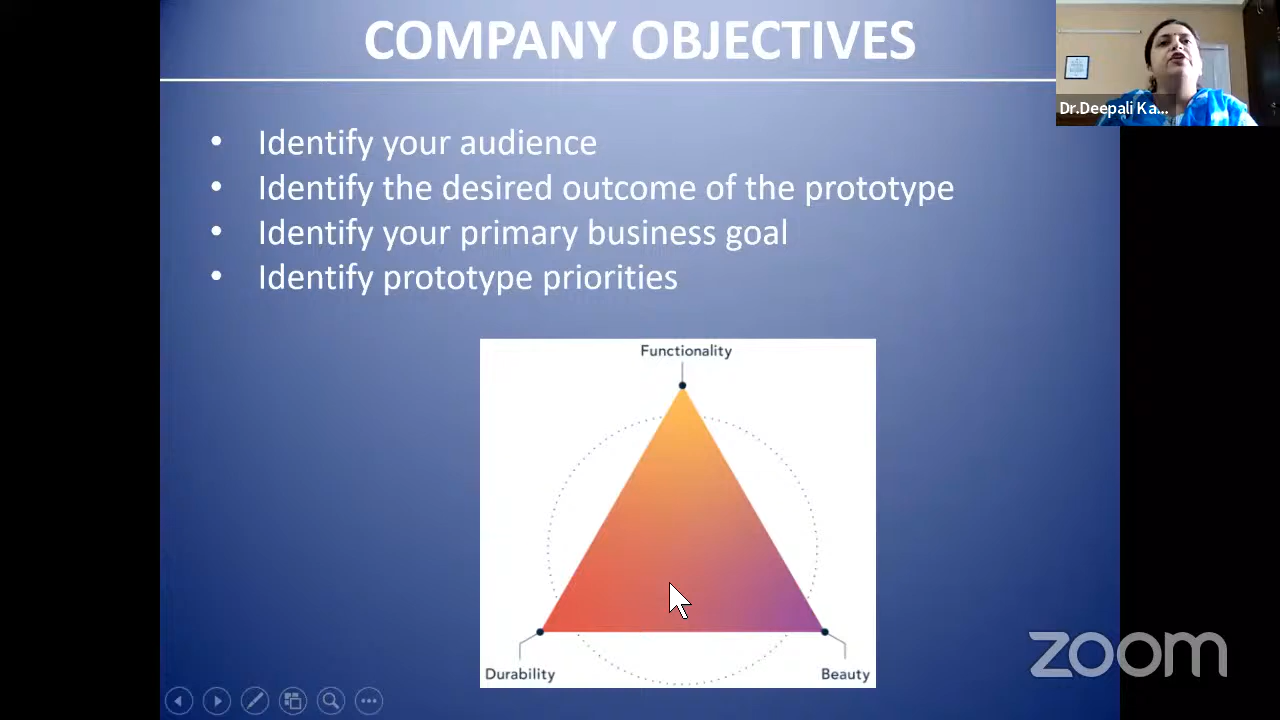 COMPANY OBJECTIVES
Dr.Deepali Ka...
• Identify your audience
• Identify the desired outcome of the prototype
• Identify your primary business goal
• Identify prototype priorities
Functionality
Durability
Beauty
zoom